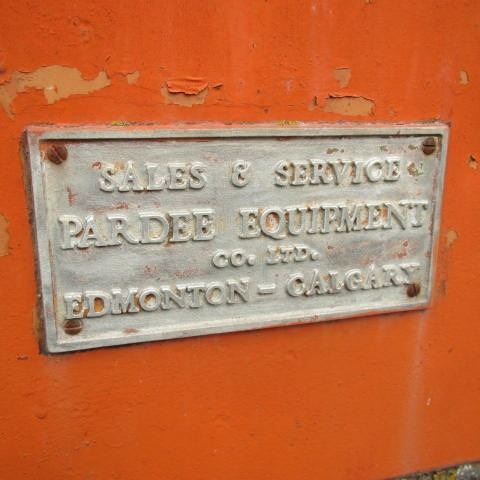 SALES & SERVICE
PARDEE EQUIPMENT
CO. LTD.
EDMONTON - CALGARY